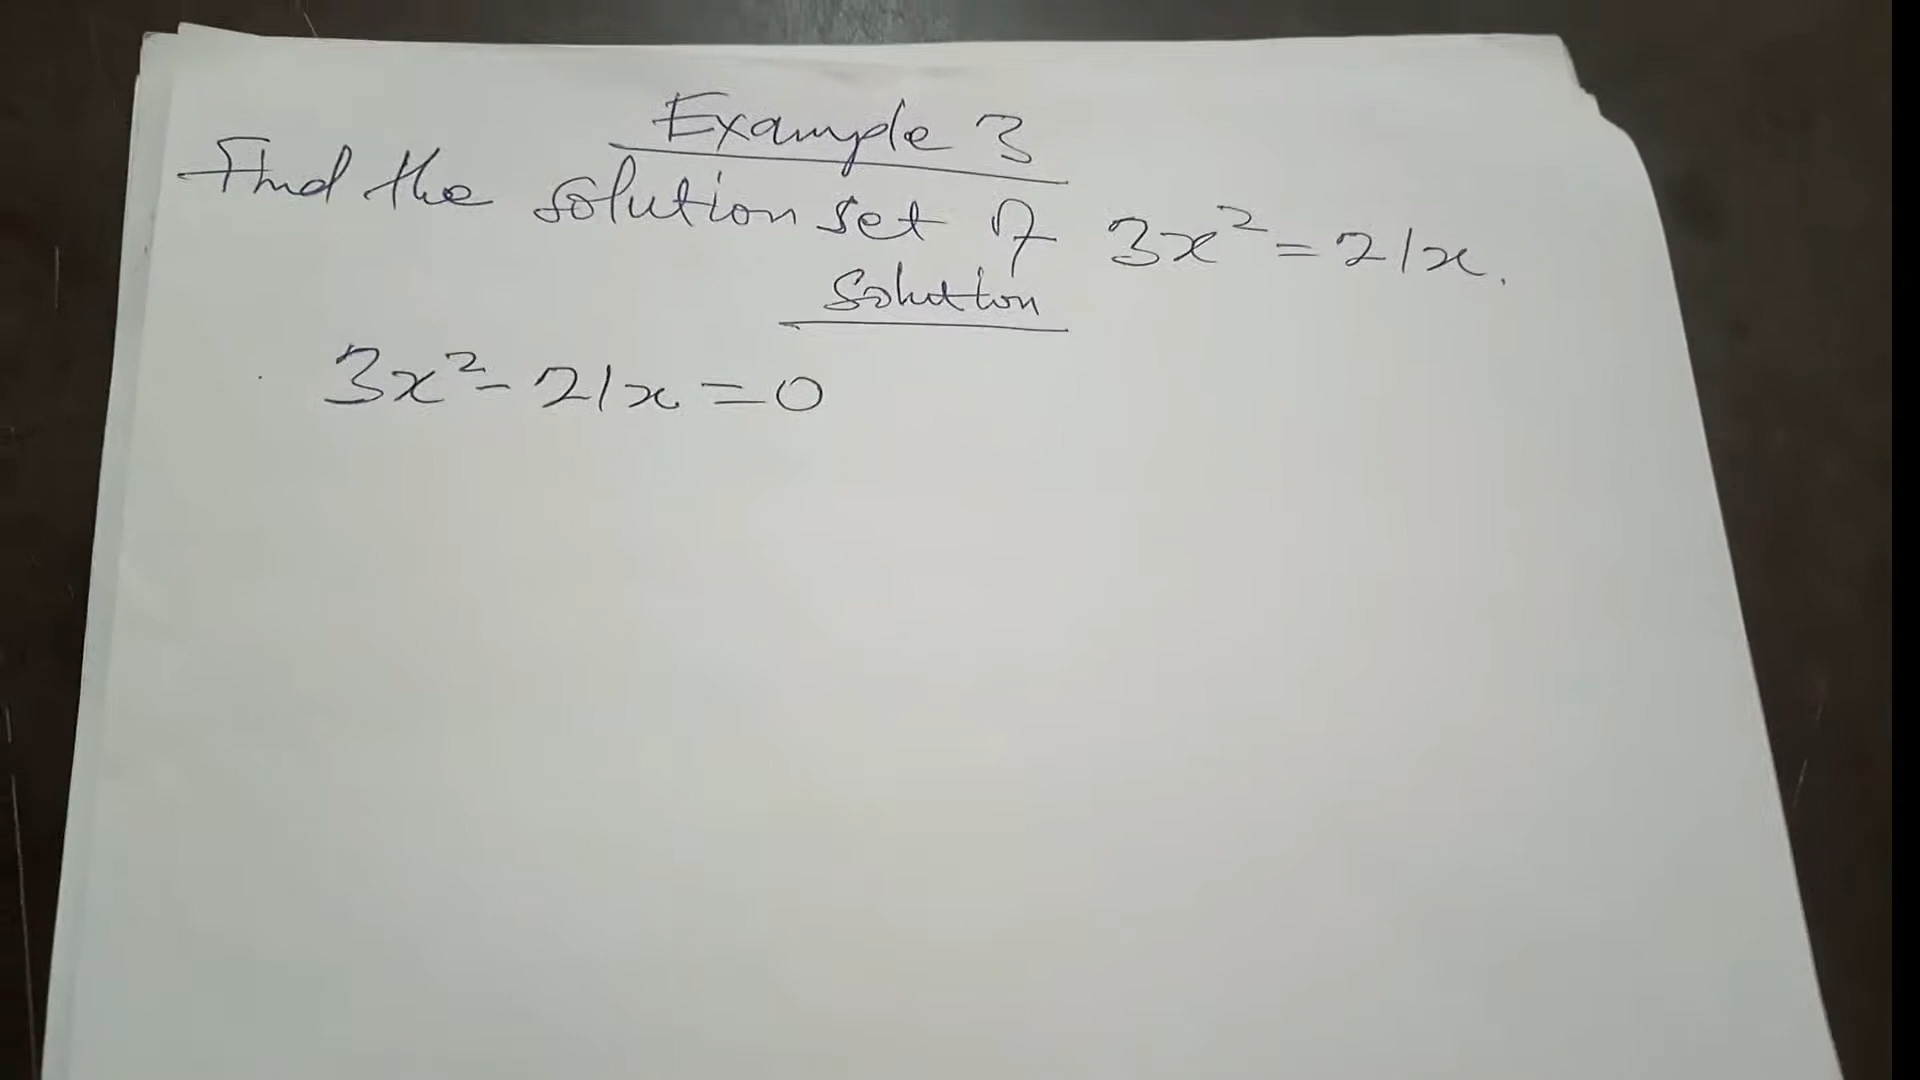 Example 3
Find the solution set of 3x² = 21x.
Solution
3x² - 21x = 0